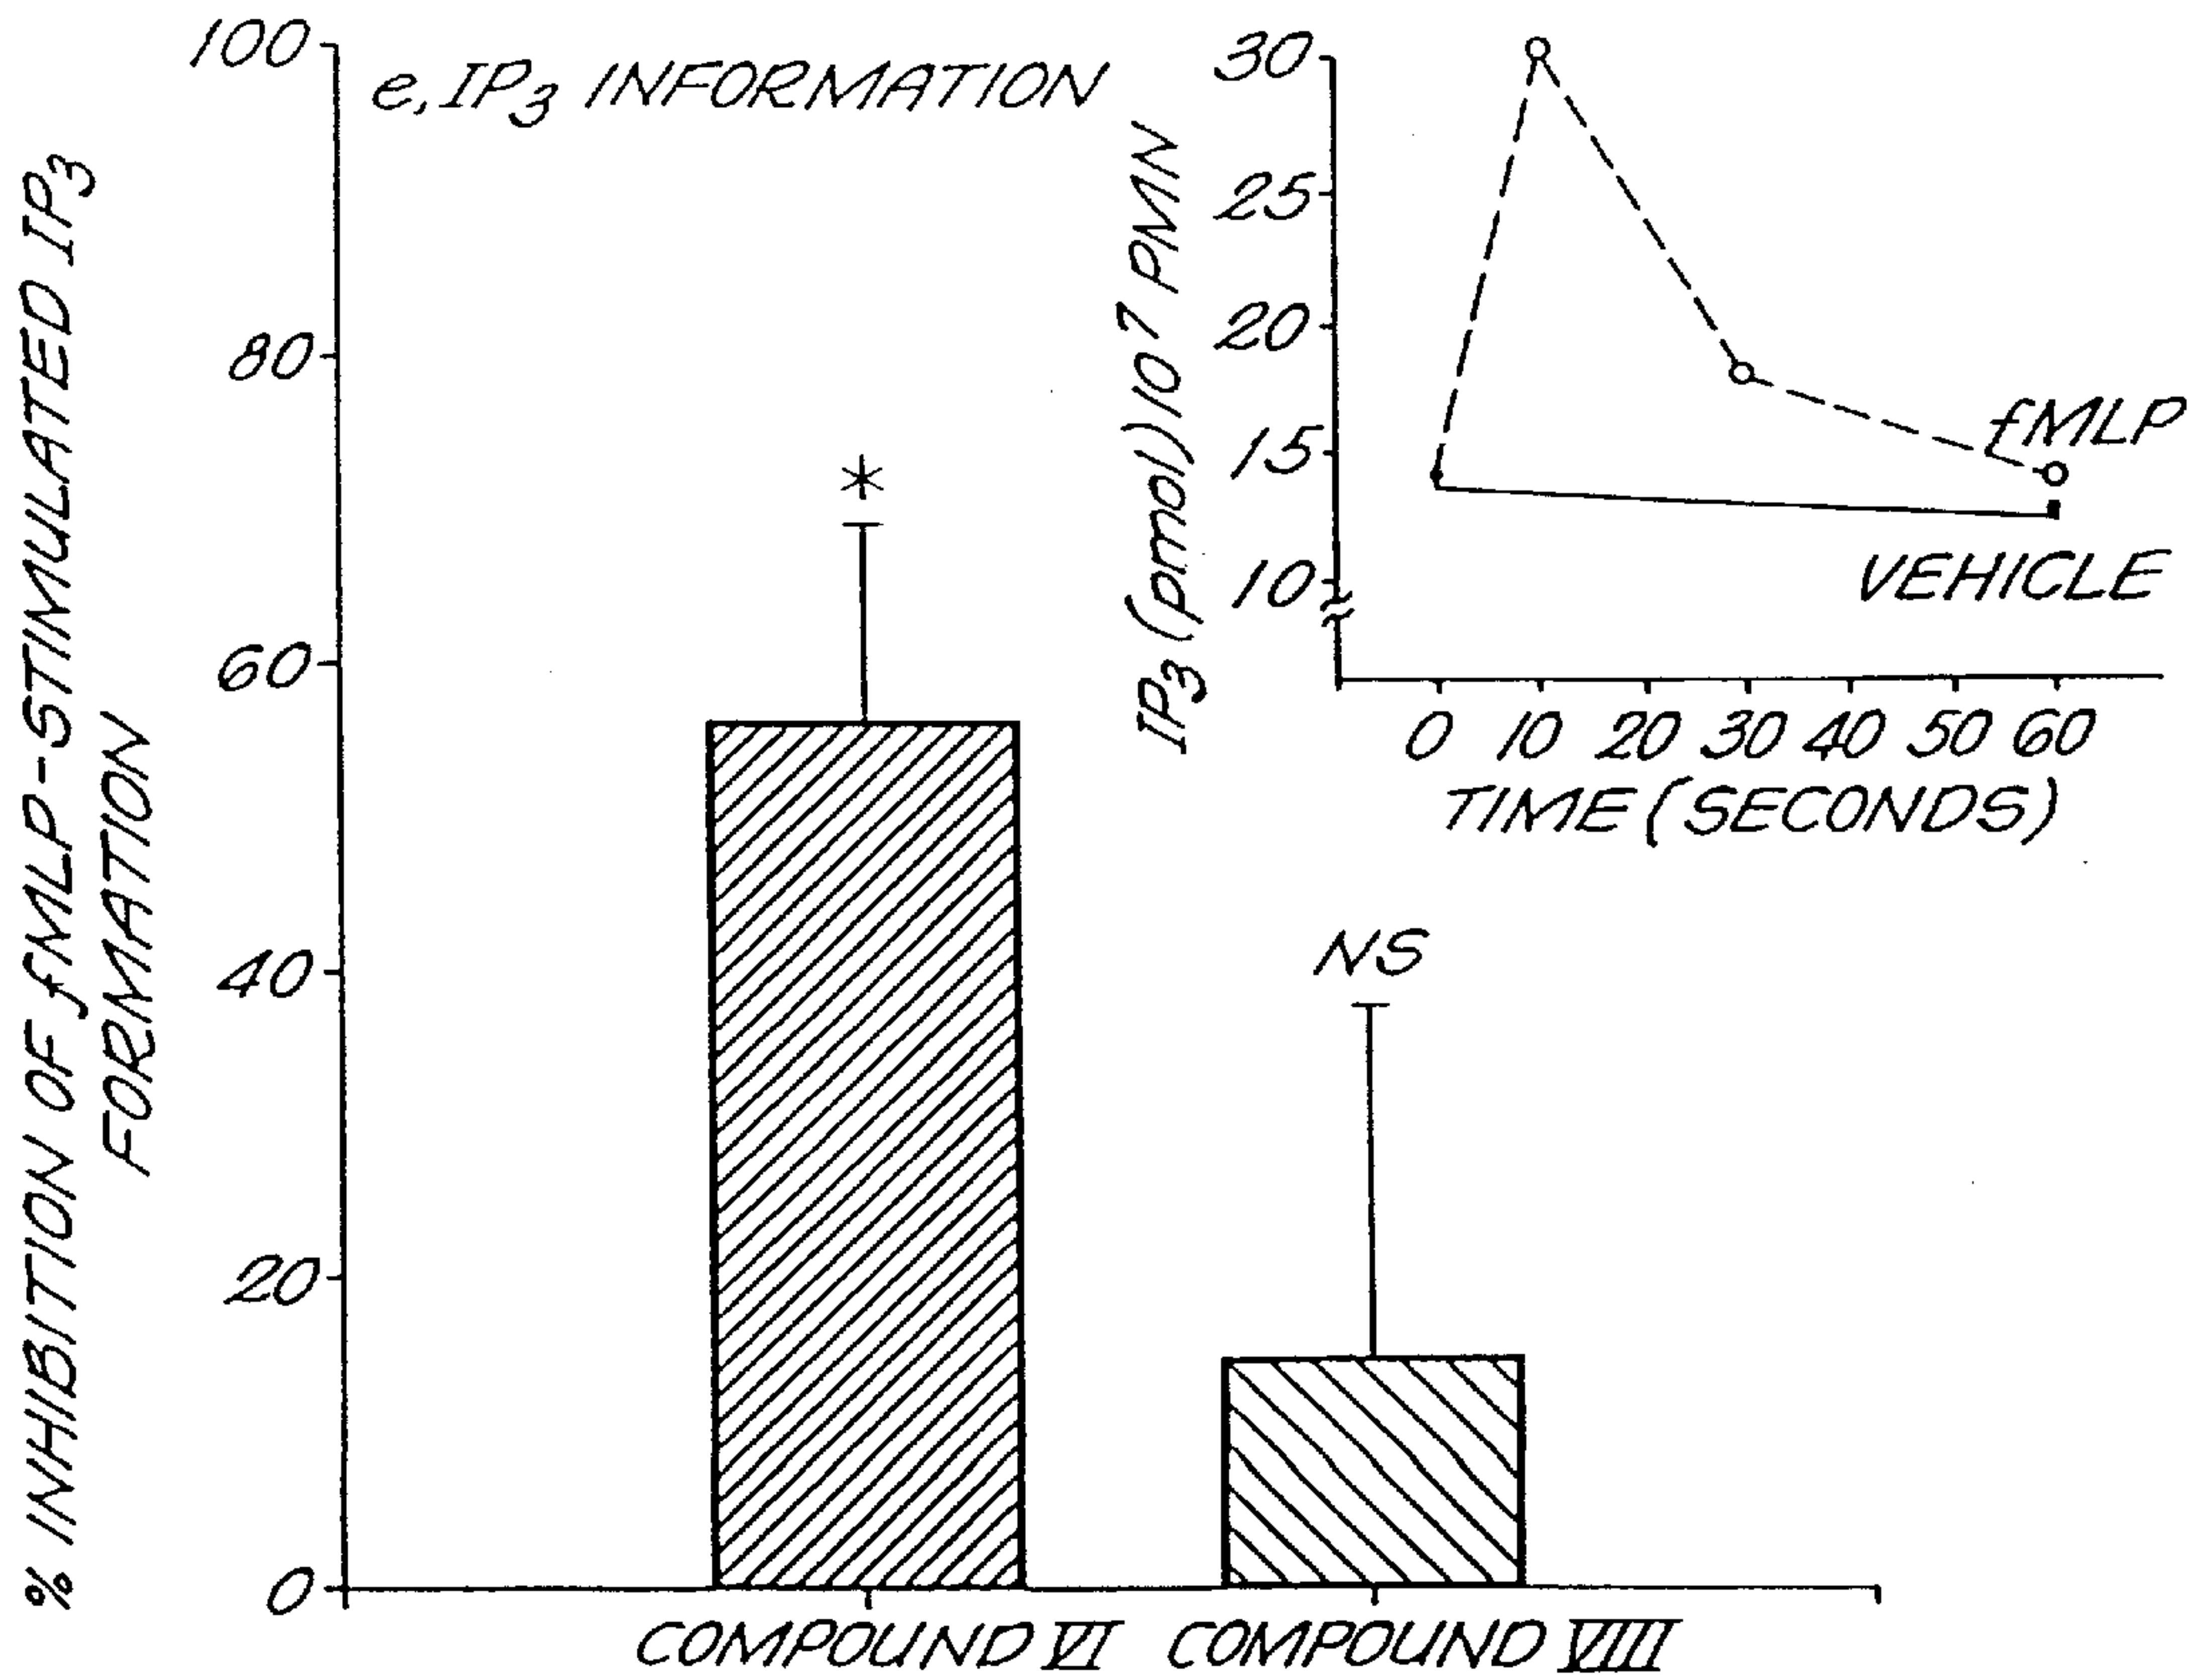 % INHIBITION OF fMLP-STIMULATED IP3
FORMATION
100
80
60
40
20
0
e, IP3 INFORMATION
*
NS
COMPOUND VI
COMPOUND VIII
IP3 (pmol) 10^7 PMN
30
25
20
15
10
fMLP
VEHICLE
0 10 20 30 40 50 60
TIME (SECONDS)